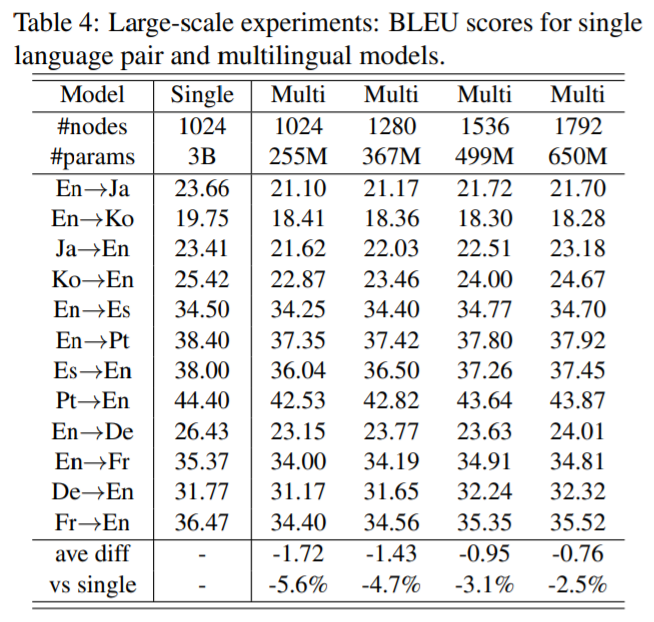 Table 4: Large-scale experiments: BLEU scores for single
language pair and multilingual models.
Model Single Multi Multi Multi Multi
#nodes 1024 1024 1280 1536 1792
#params 3B 255M 367M 499M 650M
En→Ja 23.66 21.10 21.17 21.72 21.70
En→Ko 19.75 18.41 18.36 18.30 18.28
Ja→En 23.41 21.62 22.03 22.51 23.18
Ko→En 25.42 22.87 23.46 24.00 24.67
En→Es 34.50 34.25 34.40 34.77 34.70
En→Pt 38.40 37.35 37.42 37.80 37.92
Es→En 38.00 36.04 36.50 37.26 37.45
Pt→En 44.40 42.53 42.82 43.64 43.87
En→De 26.43 23.15 23.77 23.63 24.01
En→Fr 35.37 34.00 34.19 34.91 34.81
De→En 31.77 31.17 31.65 32.24 32.32
Fr→En 36.47 34.40 34.56 35.35 35.52
ave diff - -1.72 -1.43 -0.95 -0.76
vs single - -5.6% -4.7% -3.1% -2.5%